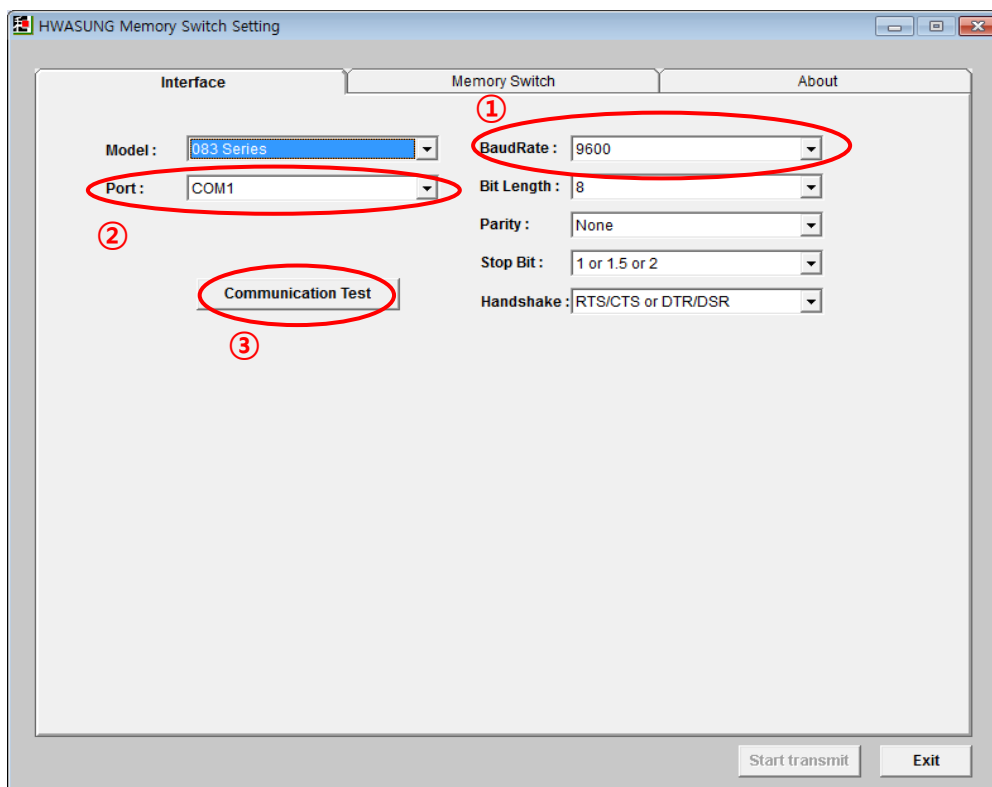 HWASUNG Memory Switch Setting
Interface
Memory Switch
About
①
Model :
083 Series
BaudRate :
9600
Port :
COM1
Bit Length :
8
②
Parity :
None
Stop Bit :
1 or 1.5 or 2
Communication Test
Handshake :
RTS/CTS or DTR/DSR
③
Start transmit
Exit